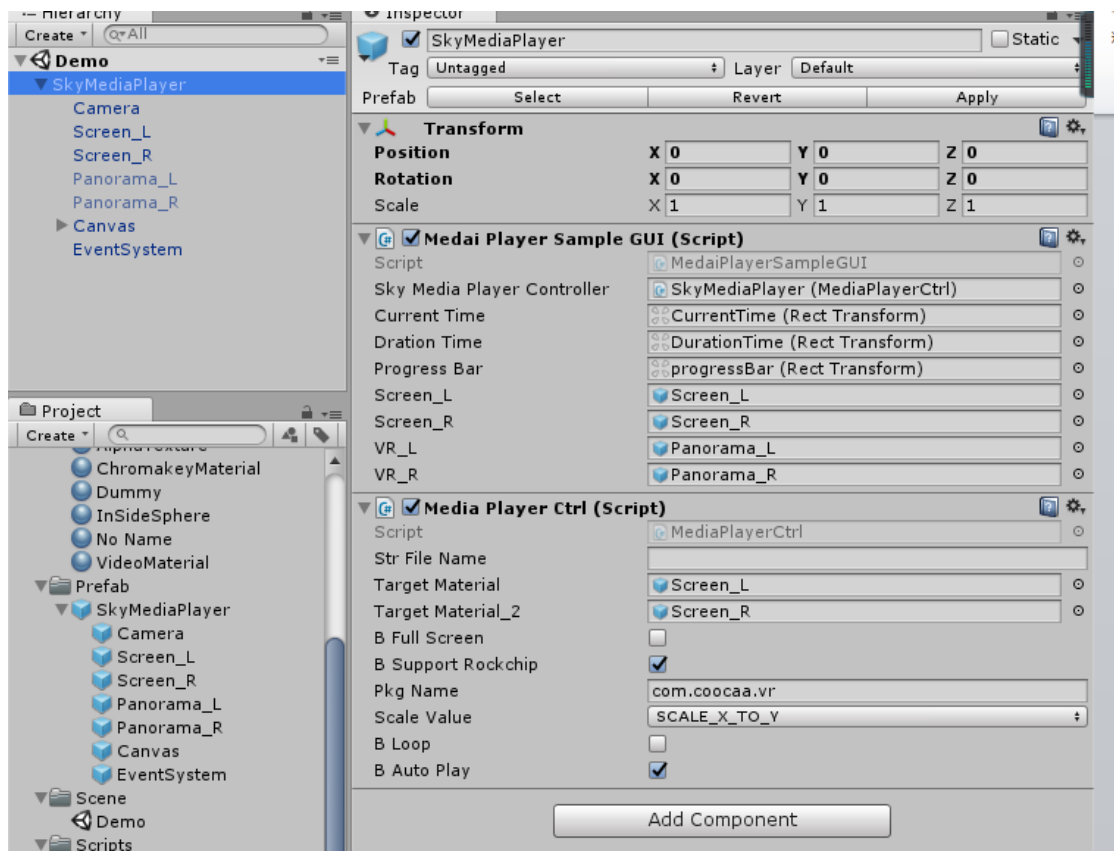 Hierarchy
Create
All
Demo
SkyMediaPlayer
Camera
Screen_L
Screen_R
Panorama_L
Panorama_R
Canvas
EventSystem
Project
Create
AlphaTexture
ChromakeyMaterial
Dummy
InSideSphere
No Name
VideoMaterial
Prefab
SkyMediaPlayer
Camera
Screen_L
Screen_R
Panorama_L
Panorama_R
Canvas
EventSystem
Scene
Demo
Scripts
Inspector
SkyMediaPlayer Static
Tag Untagged Layer Default
Prefab Select Revert Apply
Transform
Position X 0 Y 0 Z 0
Rotation X 0 Y 0 Z 0
Scale X 1 Y 1 Z 1
Medai Player Sample GUI (Script)
Script MedaiPlayerSampleGUI
Sky Media Player Controller SkyMediaPlayer (MediaPlayerCtrl)
Current Time CurrentTime (Rect Transform)
Dration Time DurationTime (Rect Transform)
Progress Bar progressBar (Rect Transform)
Screen_L Screen_L
Screen_R Screen_R
VR_L Panorama_L
VR_R Panorama_R
Media Player Ctrl (Script)
Script MediaPlayerCtrl
Str File Name
Target Material Screen_L
Target Material_2 Screen_R
B Full Screen
B Support Rockchip
Pkg Name com.coocaa.vr
Scale Value SCALE_X_TO_Y
B Loop
B Auto Play
Add Component